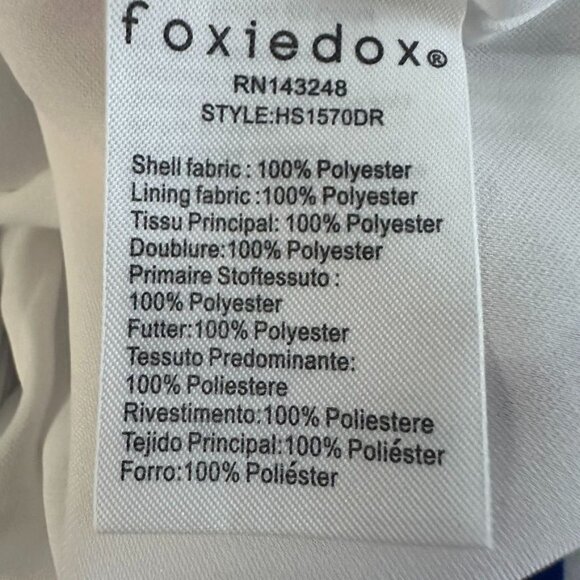 foxiedox®
RN143248
STYLE:HS1570DR
Shell fabric : 100% Polyester
Lining fabric :100% Polyester
Tissu Principal: 100% Polyester
Doublure:100% Polyester
Primaire Stoftessuto :
100% Polyester
Futter:100% Polyester
Tessuto Predominante:
100% Poliestere
Rivestimento:100% Poliestere
Tejido Principal:100% Poliéster
Forro:100% Poliéster